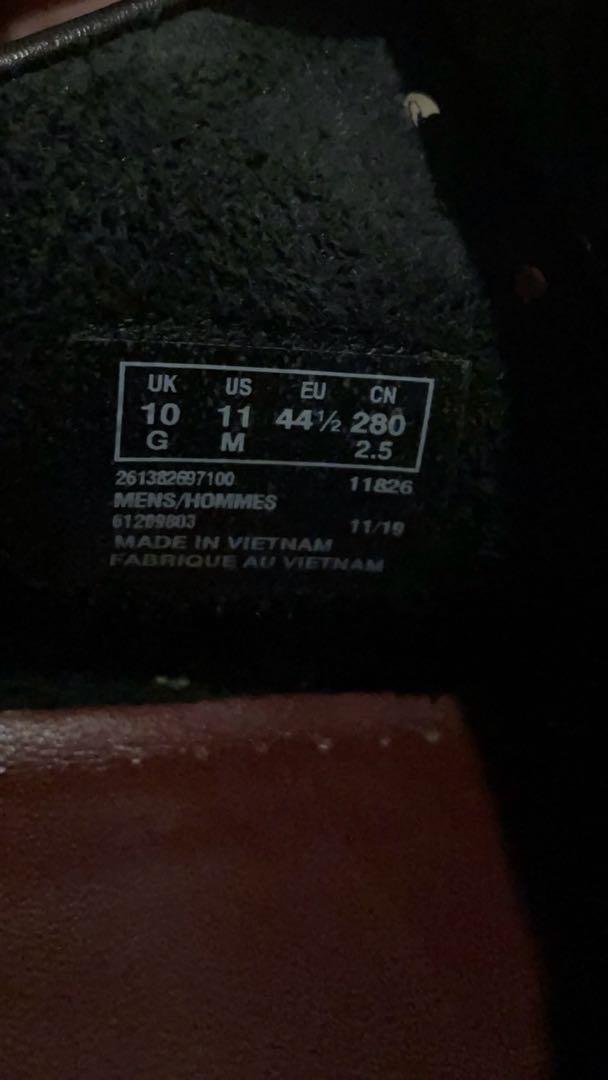 UK US EU CN
10 11 44½ 280
G M 2.5
261382697100 11826
MENS/HOMMES
61209803 11/19
MADE IN VIETNAM
FABRIQUE AU VIETNAM